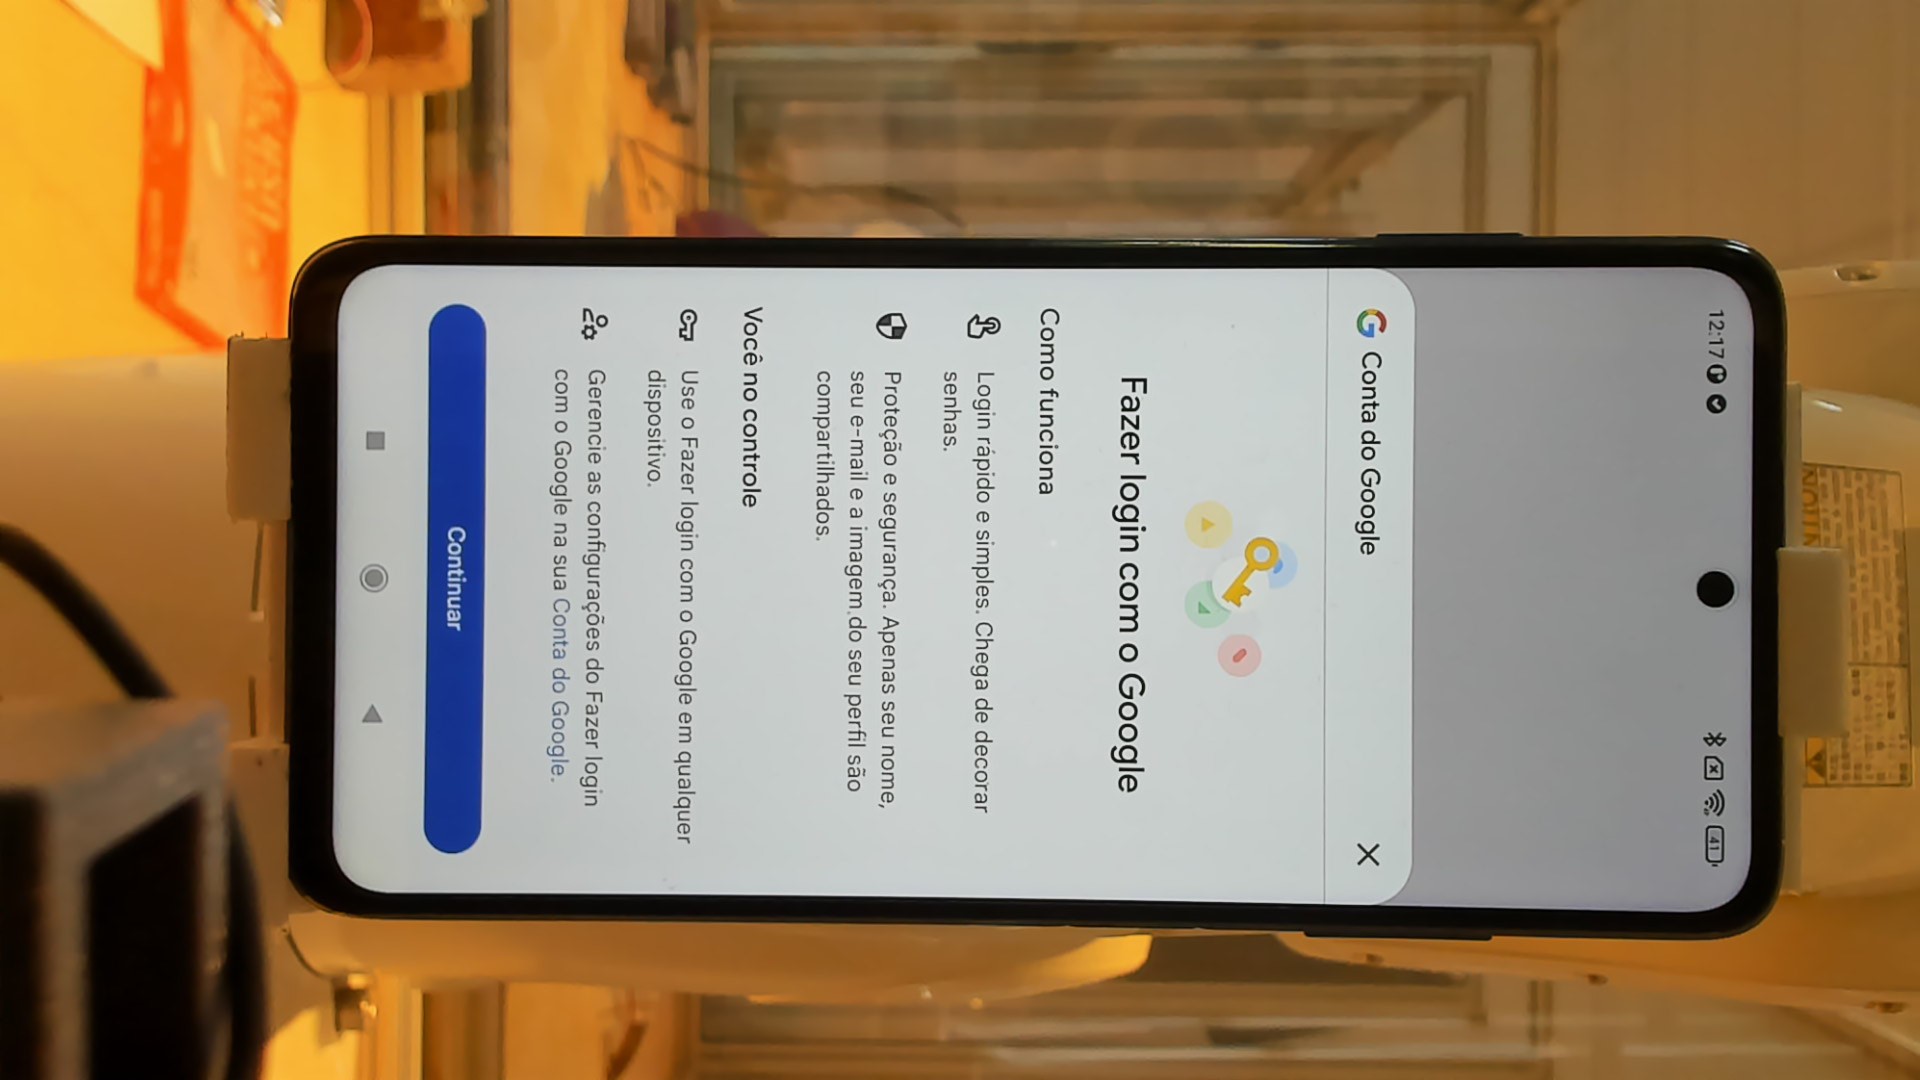 12:17
41
Conta do Google
Fazer login com o Google
Como funciona
Login rápido e simples. Chega de decorar
senhas.
Proteção e segurança. Apenas seu nome,
seu e-mail e a imagem do seu perfil são
compartilhados.
Você no controle
Use o Fazer login com o Google em qualquer
dispositivo.
Gerencie as configurações do Fazer login
com o Google na sua Conta do Google.
Continuar